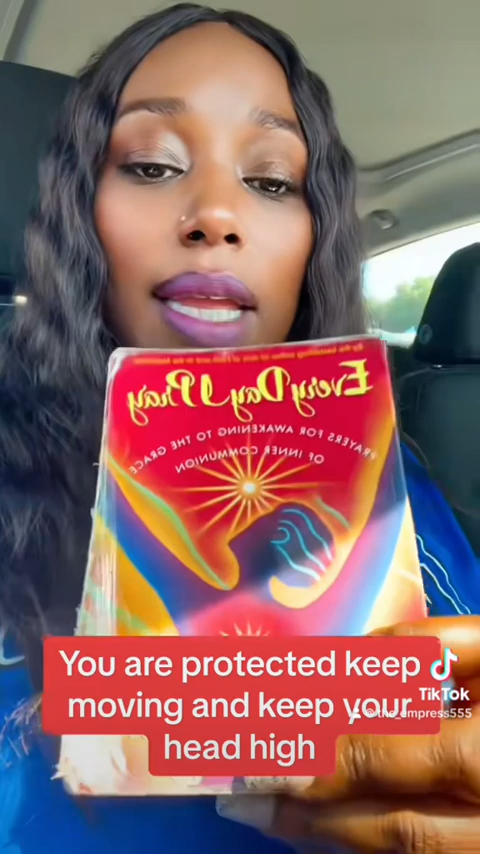 Every Day I Pray
PRAYERS FOR AWAKENING TO THE GRACE
OF INNER COMMUNION
You are protected keep
moving and keep your
head high
TikTok
@the_empress555